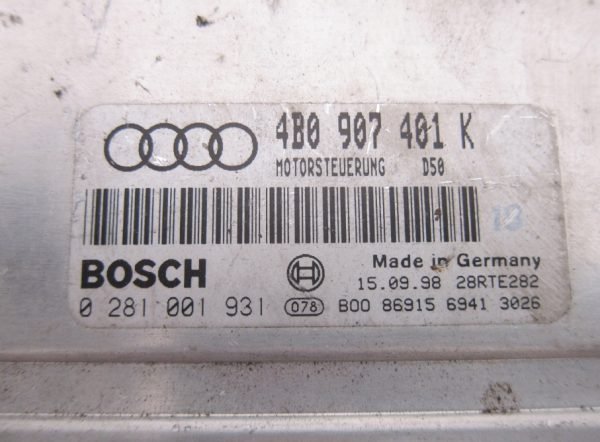 4B0 907 401 K
MOTORSTEUERUNG D50
13
BOSCH
Made in Germany
15.09.98 28RTE282
0 281 001 931 078 B00 86915 6941 3026